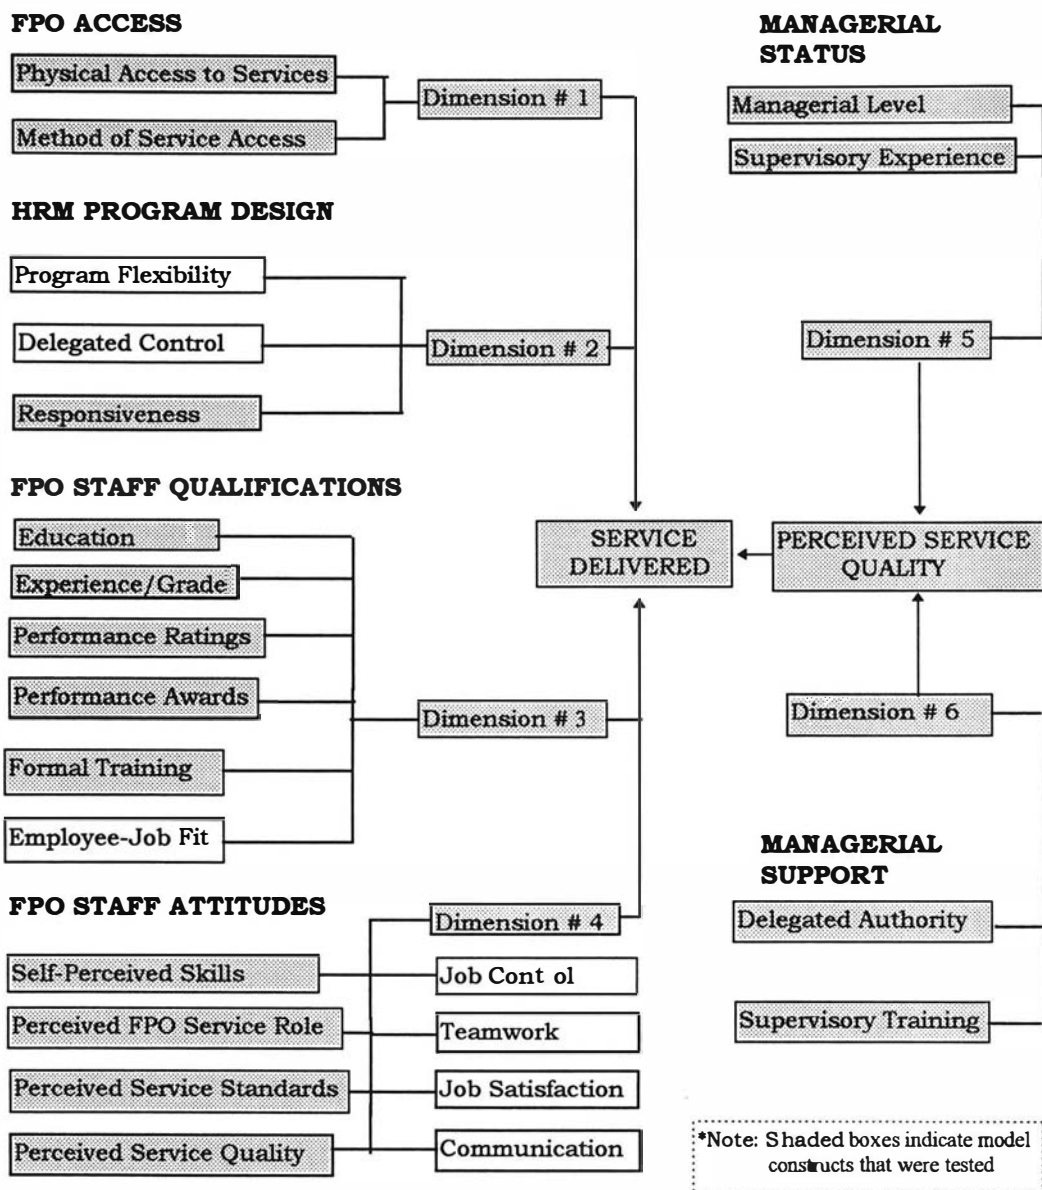 FPO ACCESS
Physical Access to Services
Method of Service Access
Dimension # 1
HRM PROGRAM DESIGN
Program Flexibility
Delegated Control
Responsiveness
Dimension # 2
FPO STAFF QUALIFICATIONS
Education
Experience/Grade
Performance Ratings
Performance Awards
Formal Training
Employee-Job Fit
Dimension # 3
FPO STAFF ATTITUDES
Dimension # 4
Self-Perceived Skills
Perceived FPO Service Role
Perceived Service Standards
Perceived Service Quality
Job Cont ol
Teamwork
Job Satisfaction
Communication
SERVICE
DELIVERED
PERCEIVED SERVICE
QUALITY
MANAGERIAL
STATUS
Managerial Level
Supervisory Experience
Dimension # 5
Dimension # 6
MANAGERIAL
SUPPORT
Delegated Authority
Supervisory Training
*Note: Shaded boxes indicate model
constructs that were tested